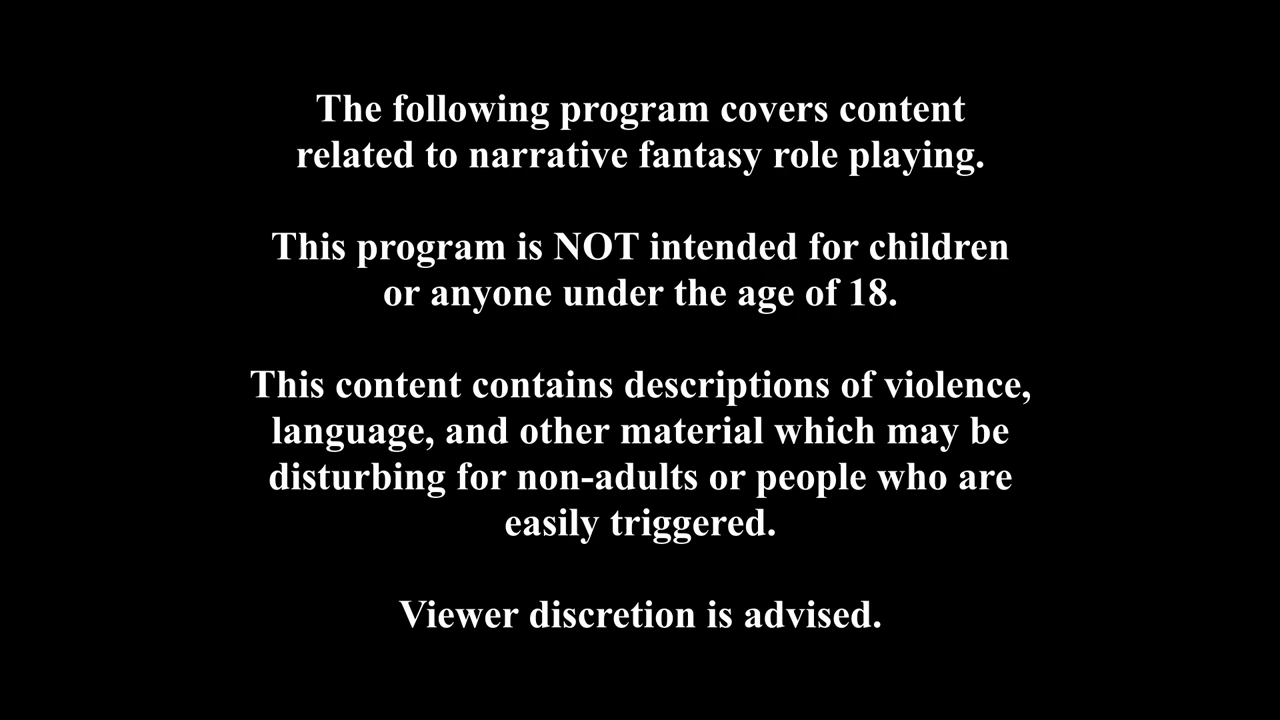 The following program covers content
related to narrative fantasy role playing.
This program is NOT intended for children
or anyone under the age of 18.
This content contains descriptions of violence,
language, and other material which may be
disturbing for non-adults or people who are
easily triggered.
Viewer discretion is advised.